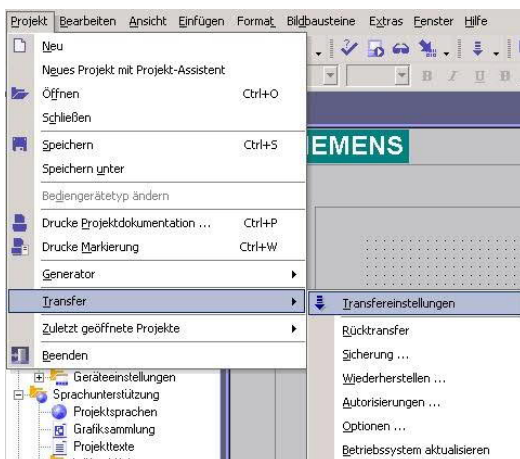 Projekt Bearbeiten Ansicht Einfügen Format Bildbausteine Extras Fenster Hilfe
Neu
Neues Projekt mit Projekt-Assistent
Öffnen Ctrl+O
Schließen
Speichern Ctrl+S
Speichern unter
Bediengerätetyp ändern
Drucke Projektdokumentation ... Ctrl+P
Drucke Markierung Ctrl+W
Generator
Transfer
Zuletzt geöffnete Projekte
Beenden
B I U B
IEMENS
Transfereinstellungen
Rücktransfer
Sicherung ...
Wiederherstellen ...
Autorisierungen ...
Optionen ...
Betriebssystem aktualisieren
Geräteeinstellungen
Sprachunterstützung
Projektsprachen
Grafiksammlung
Projekttexte